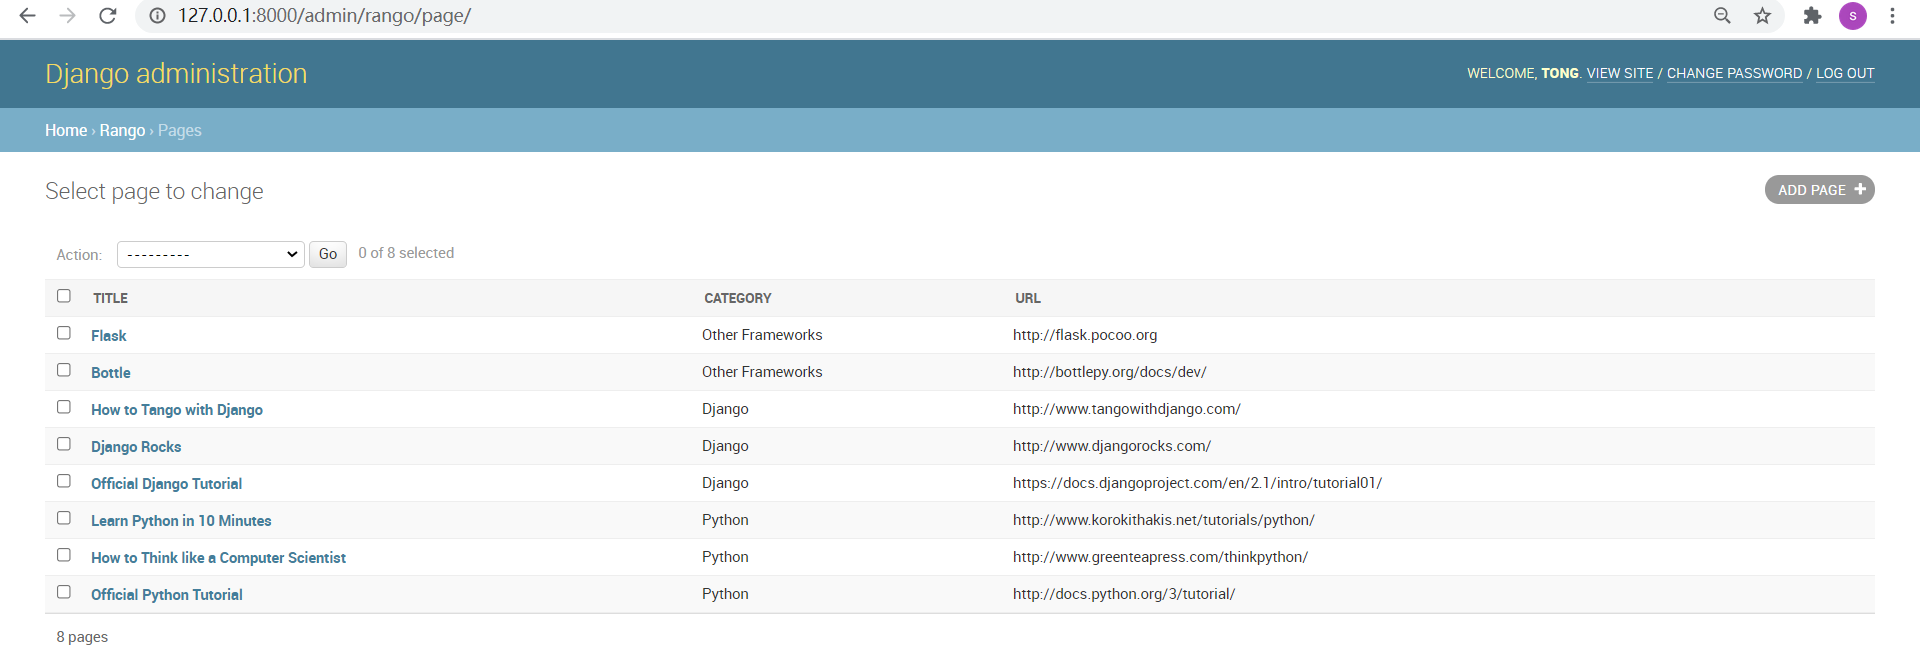 127.0.0.1:8000/admin/rango/page/
S
Django administration
WELCOME, TONG. VIEW SITE / CHANGE PASSWORD / LOG OUT
Home › Rango › Pages
Select page to change
ADD PAGE +
Action: --------- Go 0 of 8 selected
TITLE CATEGORY URL
Flask Other Frameworks http://flask.pocoo.org
Bottle Other Frameworks http://bottlepy.org/docs/dev/
How to Tango with Django Django http://www.tangowithdjango.com/
Django Rocks Django http://www.djangorocks.com/
Official Django Tutorial Django https://docs.djangoproject.com/en/2.1/intro/tutorial01/
Learn Python in 10 Minutes Python http://www.korokithakis.net/tutorials/python/
How to Think like a Computer Scientist Python http://www.greenteapress.com/thinkpython/
Official Python Tutorial Python http://docs.python.org/3/tutorial/
8 pages